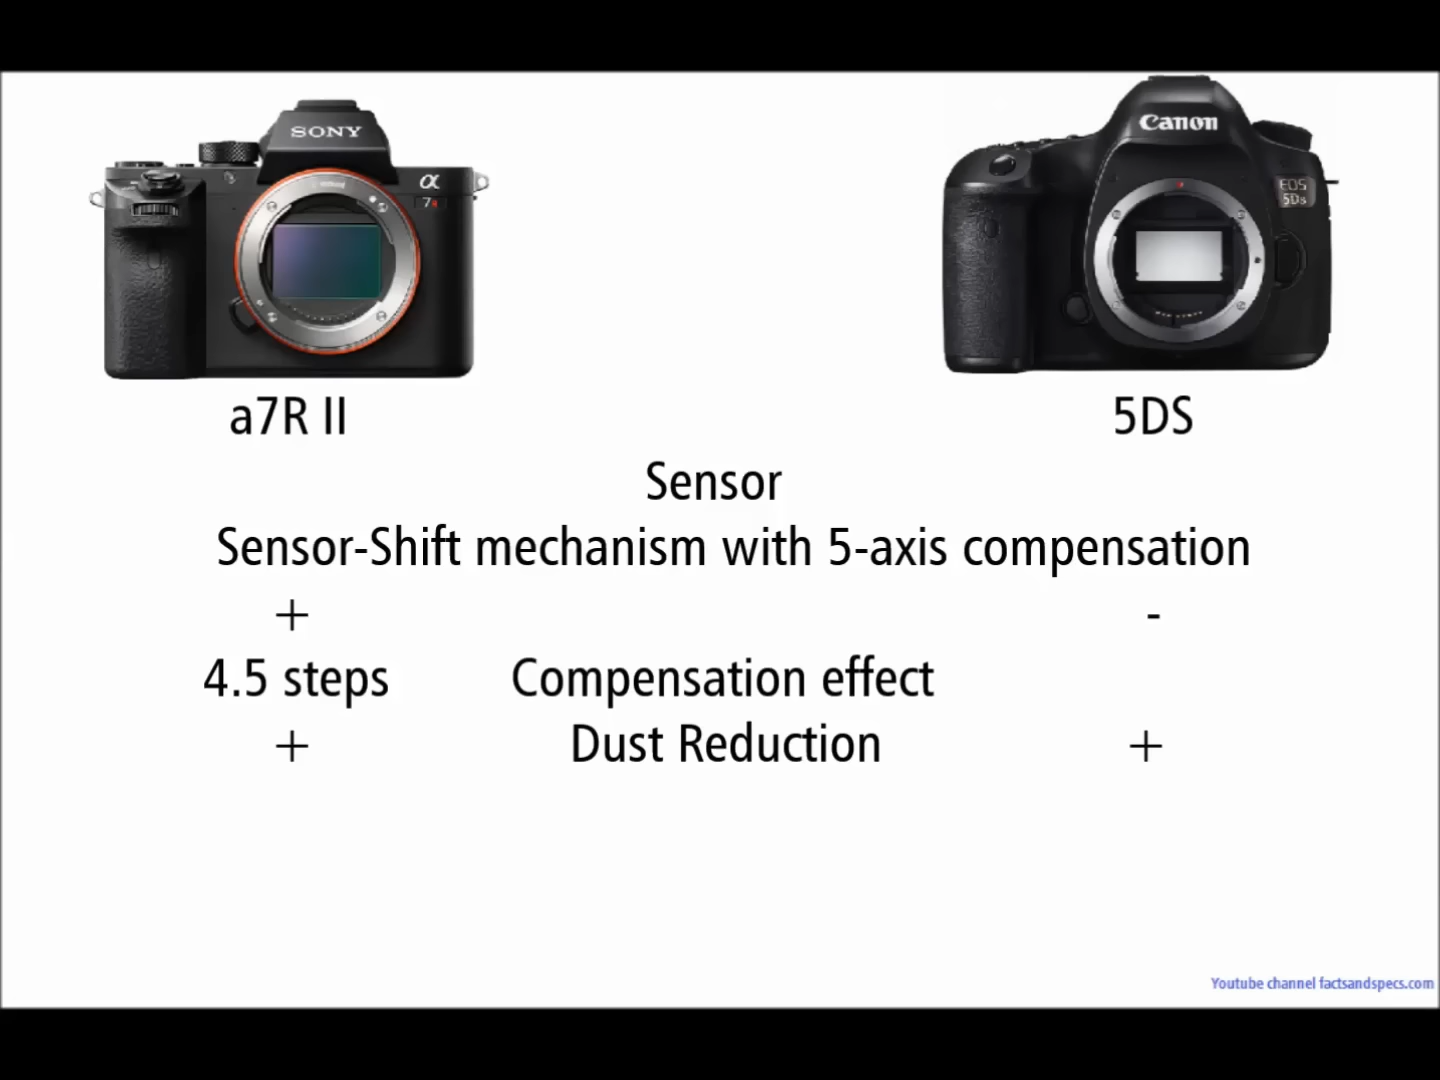 SONY
α
7R
Canon
EOS
5Ds
a7R II 5DS
Sensor
Sensor-Shift mechanism with 5-axis compensation
+ -
4.5 steps Compensation effect
+ Dust Reduction +
Youtube channel factsandspecs.com